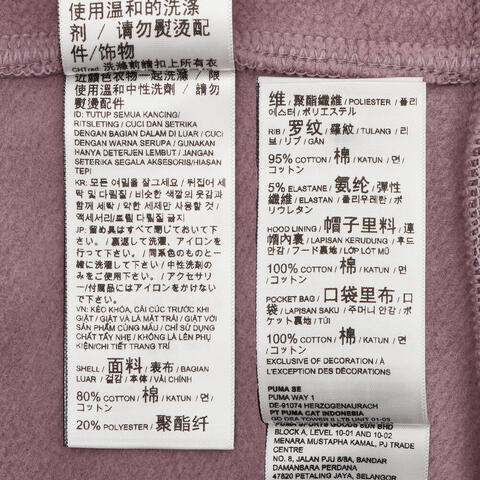 使用温和的洗涤
剂 / 请勿熨烫配
件/饰物
CHTrad: 洗滌前請扣上所有衣
近顏色衣物一起洗滌 / 限
使用溫和中性洗劑 / 請勿
熨燙配件
ID: TUTUP SEMUA KANCING/
RITSLETING / CUCI DAN SETRIKA
DENGAN BAGIAN DALAM DI LUAR / CUCI
DENGAN WARNA SERUPA / GUNAKAN
HANYA DETERJEN LEMBUT / JANGAN
SETERIKA SEGALA AKSESORIS/HIASAN
TEPI
KR: 모든 여밈을 잠그세요 / 뒤집어 세
탁 및 다림질 / 비슷한 색깔의 옷감과
함께 세탁 / 약한 세제만 사용할 것 /
액세서리/트림 다림질 금지
JP: 留め具はすべて閉じておいて下
さい。/ 裏返して洗濯、アイロンを
行って下さい。/ 同系色のものと一
緒に洗濯して下さい。/ 中性洗剤の
みをご使用下さい。/ アクセサリ
ー/付属品にはアイロンをかけない
で下さい。
VN: KÉO KHÓA, CÀI CÚC TRƯỚC KHI
GIẶT / GIẶT VÀ LÀ MẶT TRÁI / GIẶT VỚI
SẢN PHẨM CÙNG MÀU / CHỈ SỬ DỤNG
CHẤT TẨY NHẸ / KHÔNG LÀ LÊN PHỤ
KIỆN/CHI TIẾT TRANG TRÍ
SHELL / 面料 / 表布 / BAGIAN
LUAR / 겉감 / 本体 / VẢI CHÍNH
80% COTTON / 棉 / KATUN / 면
/ コットン
20% POLYESTER / 聚酯纤
维 / 聚酯纖維 / POLIESTER / 폴리
에스터 / ポリエステル
RIB / 罗纹 / 羅紋 / TULANG / 리
브 / リブ / GÂN
95% COTTON / 棉 / KATUN / 면
/ コットン
5% ELASTANE / 氨纶 / 彈性
纖維 / ELASTAN / 폴리우레탄 / ポ
リウレタン
HOOD LINING / 帽子里料 / 連
帽內裏 / LAPISAN KERUDUNG / 후드
안감 / フード裏地 / LỚP LÓT MŨ
100% COTTON / 棉 / KATUN / 면
/ コットン
POCKET BAG / 口袋里布 / 口
袋 / LAPISAN SAKU / 주머니 안감 / ポ
ケット裏地 / TÚI
100% COTTON / 棉 / KATUN / 면
/ コットン
EXCLUSIVE OF DECORATION / À
L'EXCEPTION DES DÉCORATIONS
PUMA SE
PUMA WAY 1
DE-91074 HERZOGENAURACH
PT PUMA CAT INDONESIA
PUMA SPORTS GOODS SDN BHD
BLOCK A, LEVEL 10-01 AND 10-02
MENARA MUSTAPHA KAMAL, PJ TRADE
CENTRE
NO. 8, JALAN PJU 8/8A, BANDAR
DAMANSARA PERDANA
47820 PETALING JAYA, SELANGOR